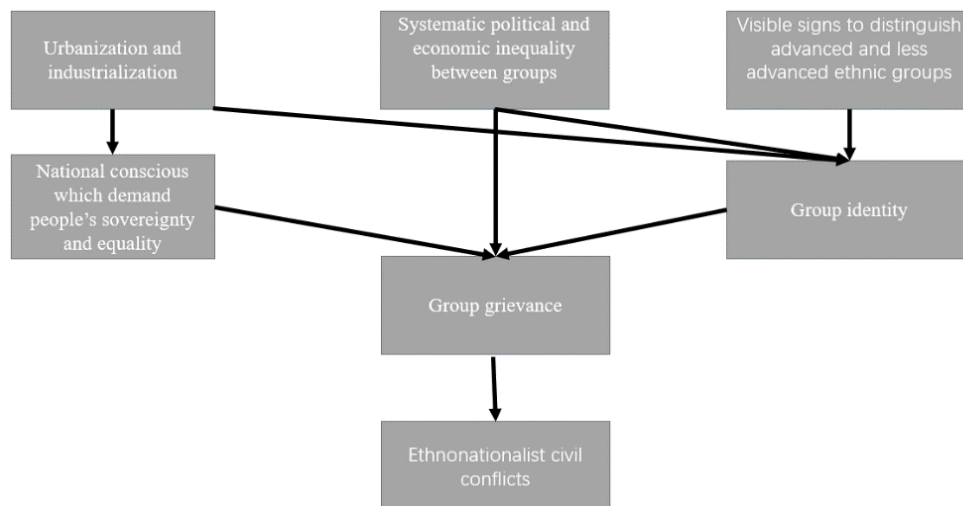 Urbanization and
industrialization
Systematic political and
economic inequality
between groups
Visible signs to distinguish
advanced and less
advanced ethnic groups
National conscious
which demand
people's sovereignty
and equality
Group identity
Group grievance
Ethnonationalist civil
conflicts